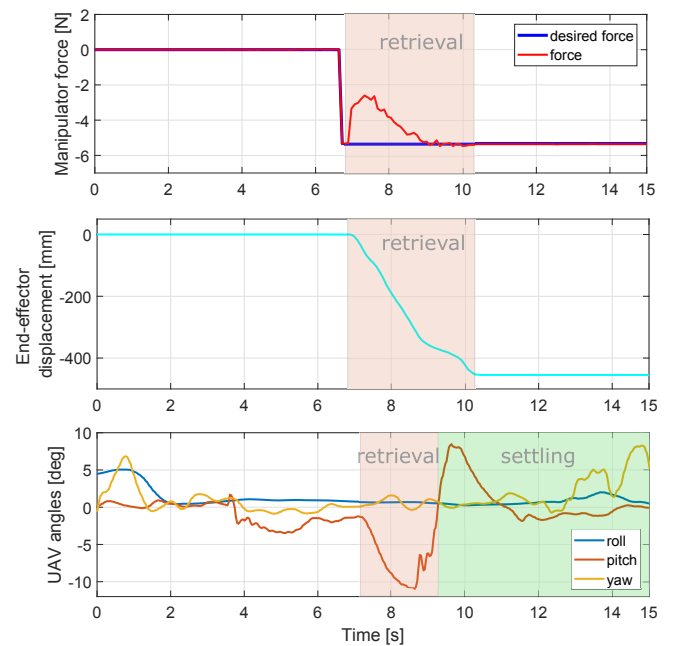 Manipulator force [N]
2
0
-2
-4
-6
retrieval
desired force
force
0
2
4
6
8
10
12
14
15
End-effector
displacement [mm]
0
-200
-400
retrieval
0
2
4
6
8
10
12
14
15
UAV angles [deg]
10
5
0
-5
-10
retrieval
settling
roll
pitch
yaw
0
2
4
6
8
10
12
14
15
Time [s]